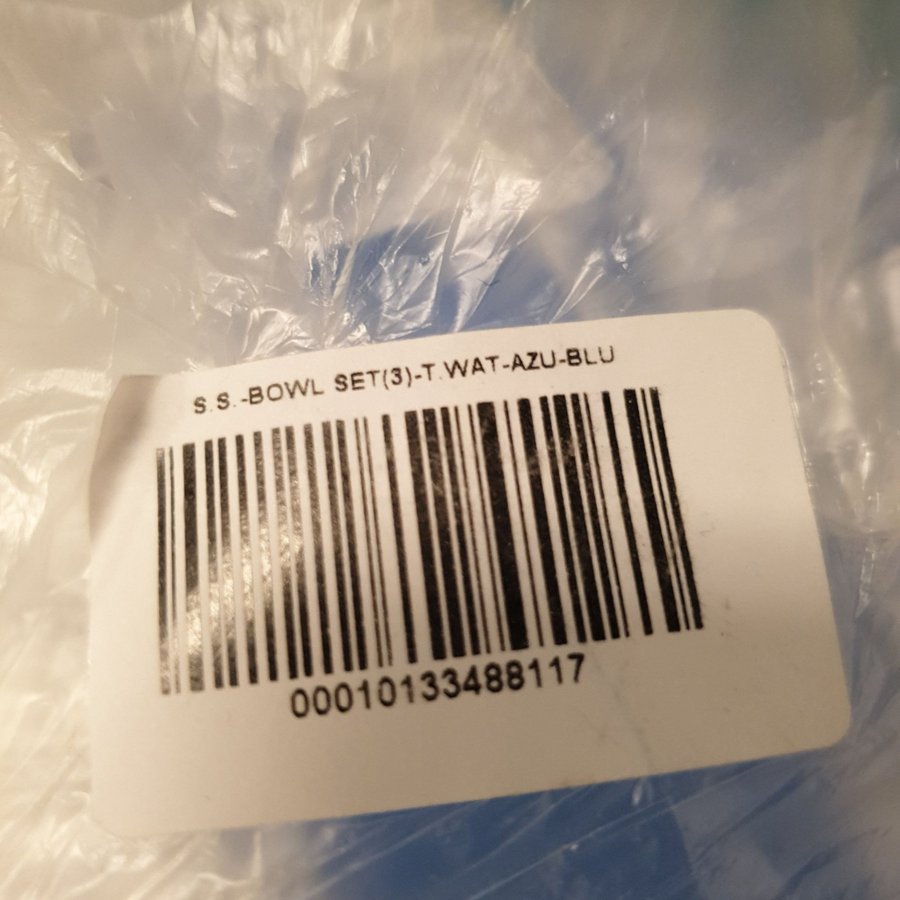 S.S.-BOWL SET(3)-T.WAT-AZU-BLU
00010133488117